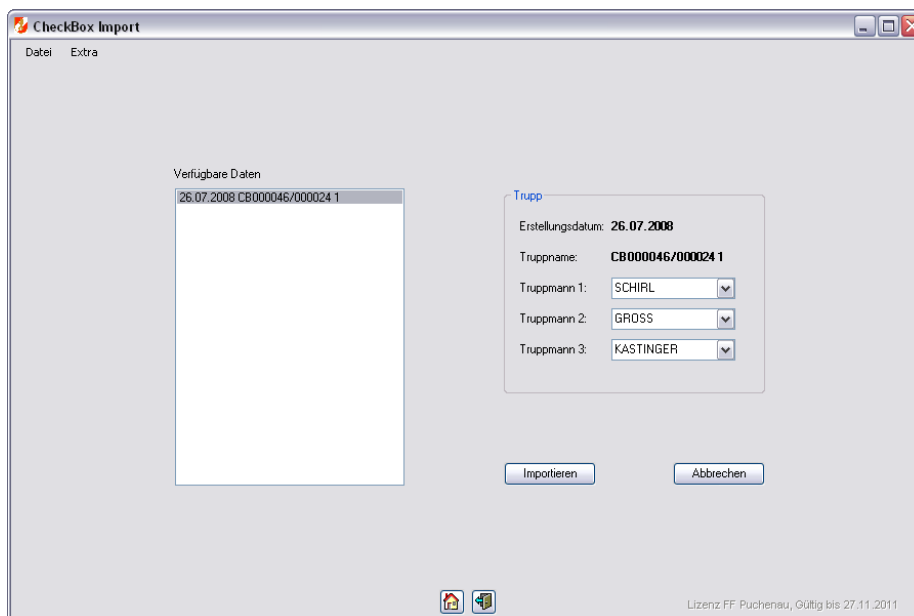 CheckBox Import
Datei Extra
Verfügbare Daten
26.07.2008 CB000046/000024 1
Trupp
Erstellungsdatum: 26.07.2008
Truppname: CB000046/000024 1
Truppmann 1: SCHIRL
Truppmann 2: GROSS
Truppmann 3: KASTINGER
Importieren Abbrechen
Lizenz FF Puchenau, Gültig bis 27.11.2011